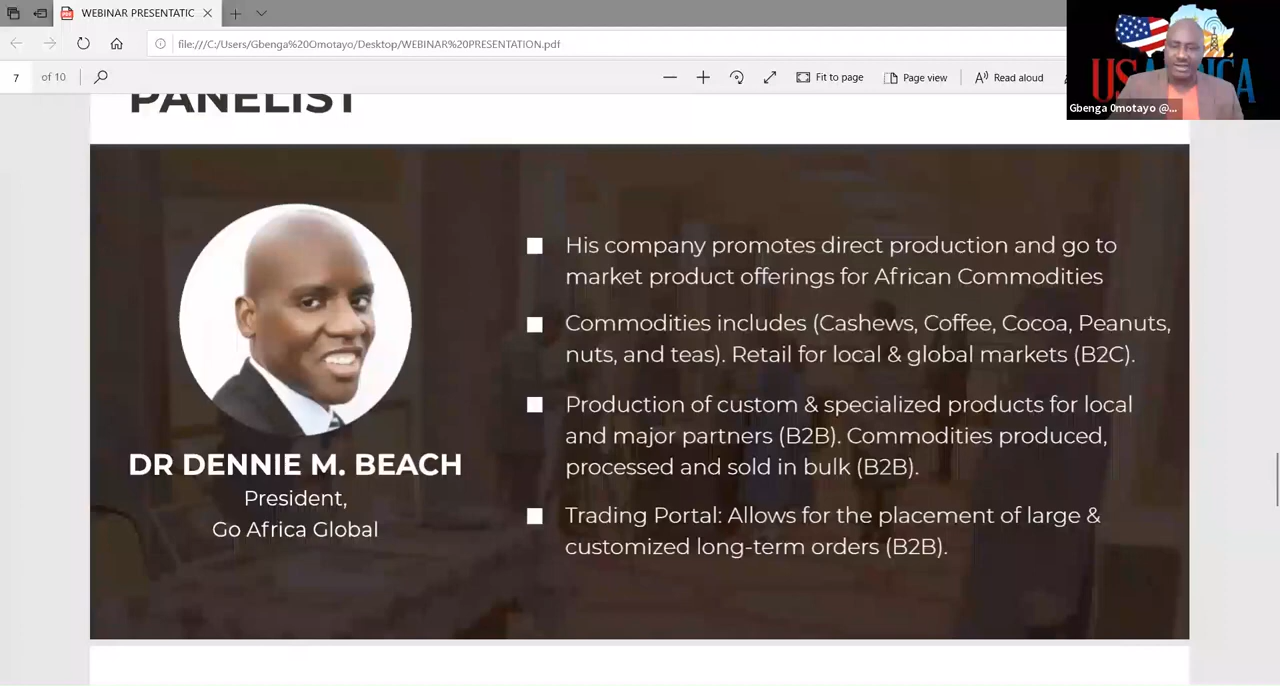 WEBINAR PRESENTATIC
file:///C:/Users/Gbenga%20Omotayo/Desktop/WEBINAR%20PRESENTATION.pdf
7 of 10
Fit to page
Page view
Read aloud
Gbenga Omotayo @...
PANELIST
His company promotes direct production and go to
market product offerings for African Commodities
Commodities includes (Cashews, Coffee, Cocoa, Peanuts,
nuts, and teas). Retail for local & global markets (B2C).
Production of custom & specialized products for local
and major partners (B2B). Commodities produced,
processed and sold in bulk (B2B).
Trading Portal: Allows for the placement of large &
customized long-term orders (B2B).
DR DENNIE M. BEACH
President,
Go Africa Global